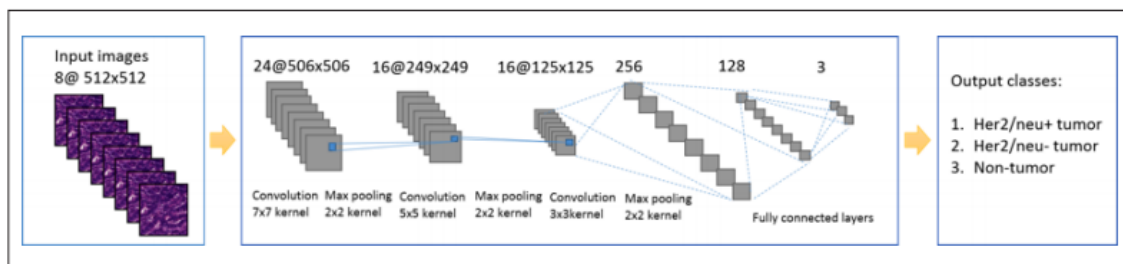 Input images
8@ 512x512
24@506x506 16@249x249 16@125x125 256 128 3
Convolution Max pooling Convolution Max pooling Convolution Max pooling
7x7 kernel 2x2 kernel 5x5 kernel 2x2 kernel 3x3kernel 2x2 kernel
Fully connected layers
Output classes:
1. Her2/neu+ tumor
2. Her2/neu- tumor
3. Non-tumor